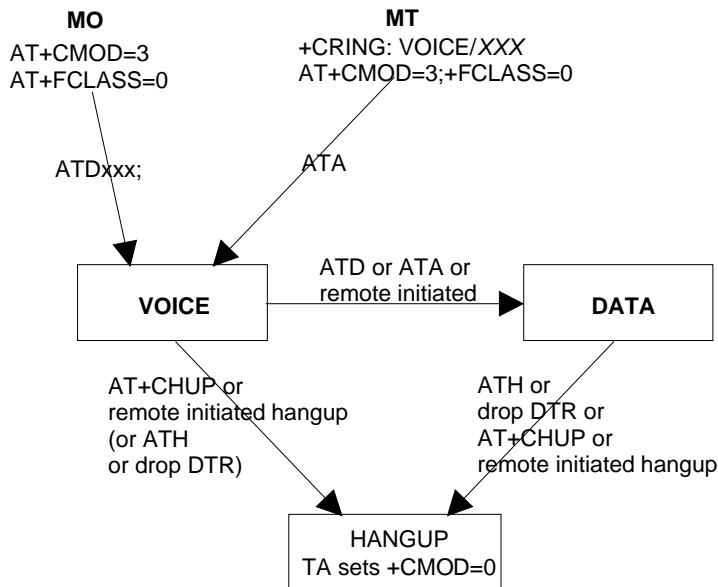 MO
AT+CMOD=3
AT+FCLASS=0
MT
+CRING: VOICE/XXX
AT+CMOD=3;+FCLASS=0
ATDxxx;
ATA
VOICE
ATD or ATA or
remote initiated
DATA
AT+CHUP or
remote initiated hangup
(or ATH
or drop DTR)
ATH or
drop DTR or
AT+CHUP or
remote initiated hangup
HANGUP
TA sets +CMOD=0